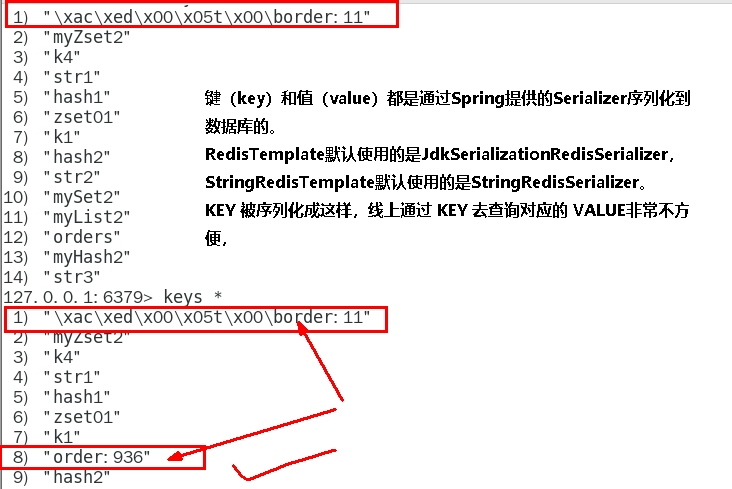 1) "\xac\xed\x00\x05t\x00\border:11"
2) "myZset2"
3) "k4"
4) "str1"
5) "hash1"
6) "zset01"
7) "k1"
8) "hash2"
9) "str2"
10) "mySet2"
11) "myList2"
12) "orders"
13) "myHash2"
14) "str3"
键（key）和值（value）都是通过Spring提供的Serializer序列化到
数据库的。
RedisTemplate默认使用的是JdkSerializationRedisSerializer，
StringRedisTemplate默认使用的是StringRedisSerializer。
KEY 被序列化成这样，线上通过 KEY 去查询对应的 VALUE非常不方
便，
127.0.0.1:6379> keys *
1) "\xac\xed\x00\x05t\x00\border:11"
2) "myZset2"
3) "k4"
4) "str1"
5) "hash1"
6) "zset01"
7) "k1"
8) "order:936"
9) "hash2"